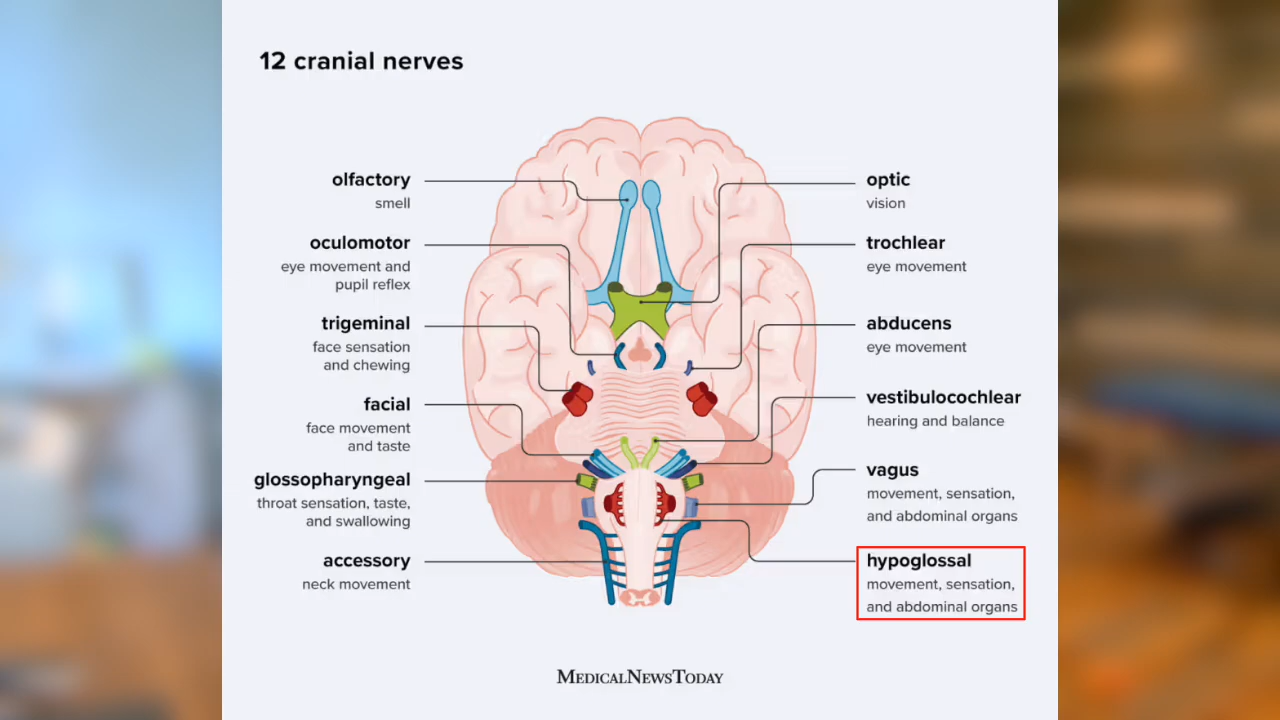 12 cranial nerves
olfactory
smell
optic
vision
oculomotor
eye movement and
pupil reflex
trochlear
eye movement
trigeminal
face sensation
and chewing
abducens
eye movement
facial
face movement
and taste
vestibulocochlear
hearing and balance
glossopharyngeal
throat sensation, taste,
and swallowing
vagus
movement, sensation,
and abdominal organs
accessory
neck movement
hypoglossal
movement, sensation,
and abdominal organs
MEDICALNEWSTODAY